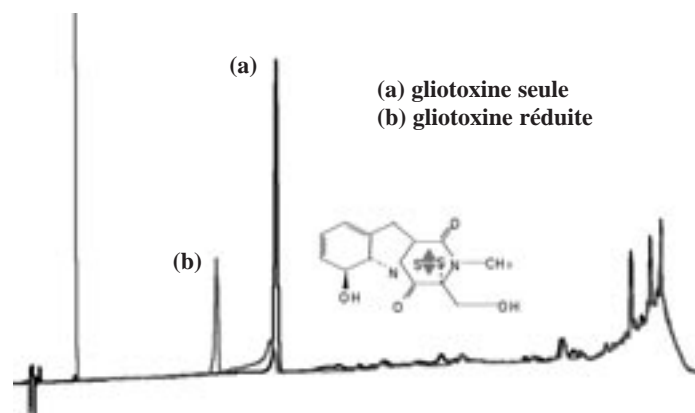 (a)
(a) gliotoxine seule
(b) gliotoxine réduite
(b)
O
N
CH₃
S S
N
OH
O
OH